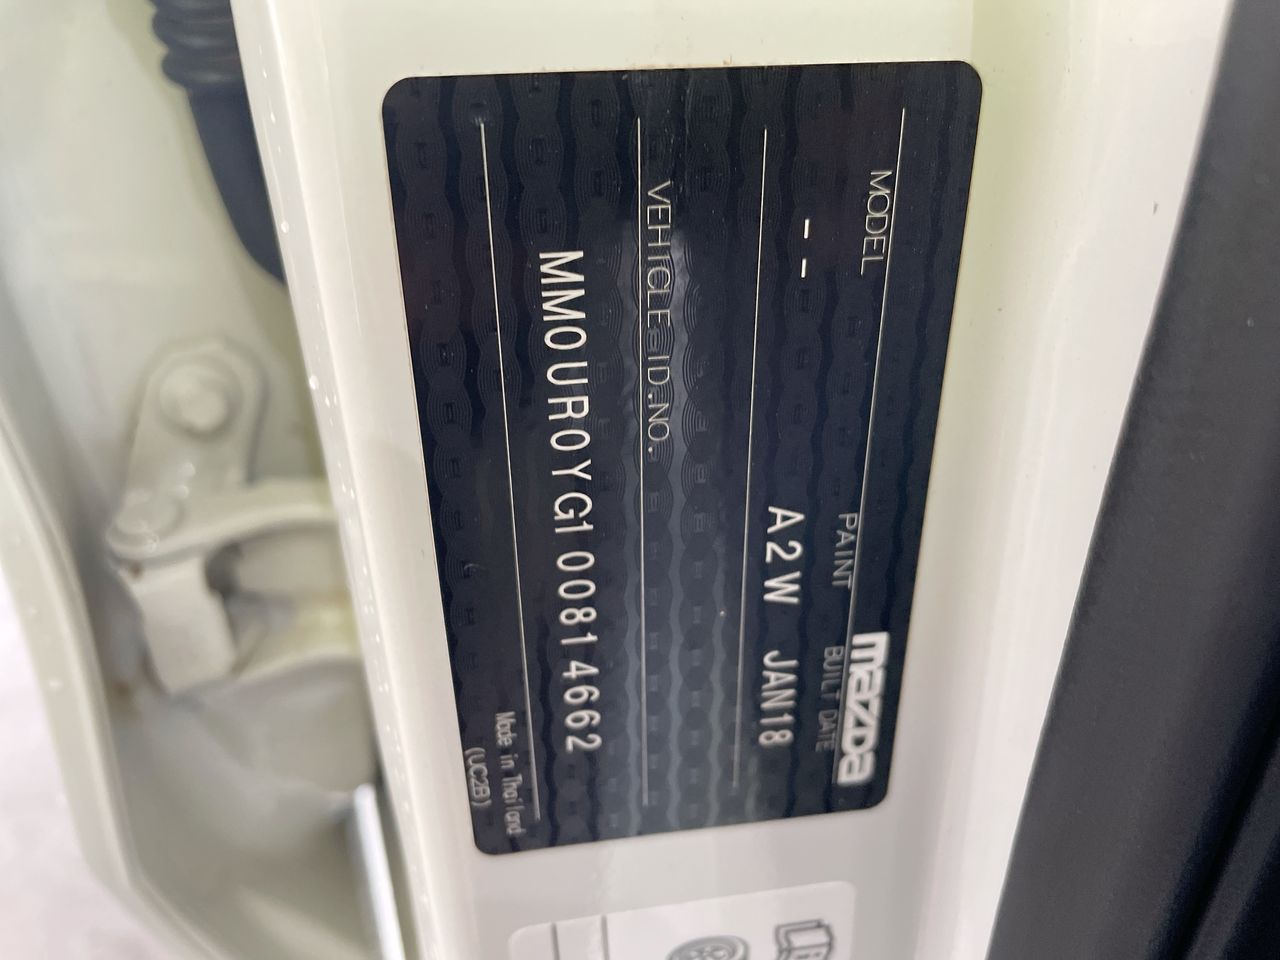 mazda
MODEL PAINT BUILT DATE
-- A2W JAN18
VEHICLE ID.NO.
MM0UR0YG100814662
Made in Thailand
(UC2B)